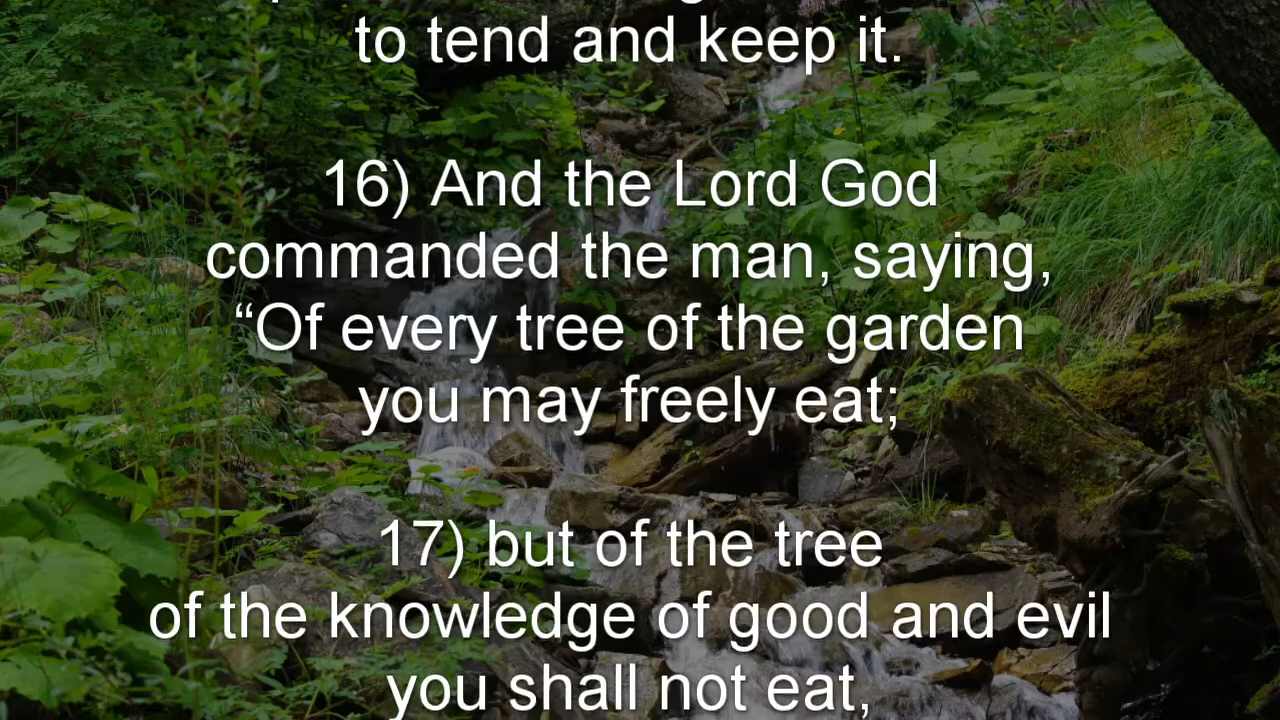 to tend and keep it.
16) And the Lord God
commanded the man, saying,
“Of every tree of the garden
you may freely eat;
17) but of the tree
of the knowledge of good and evil
you shall not eat,